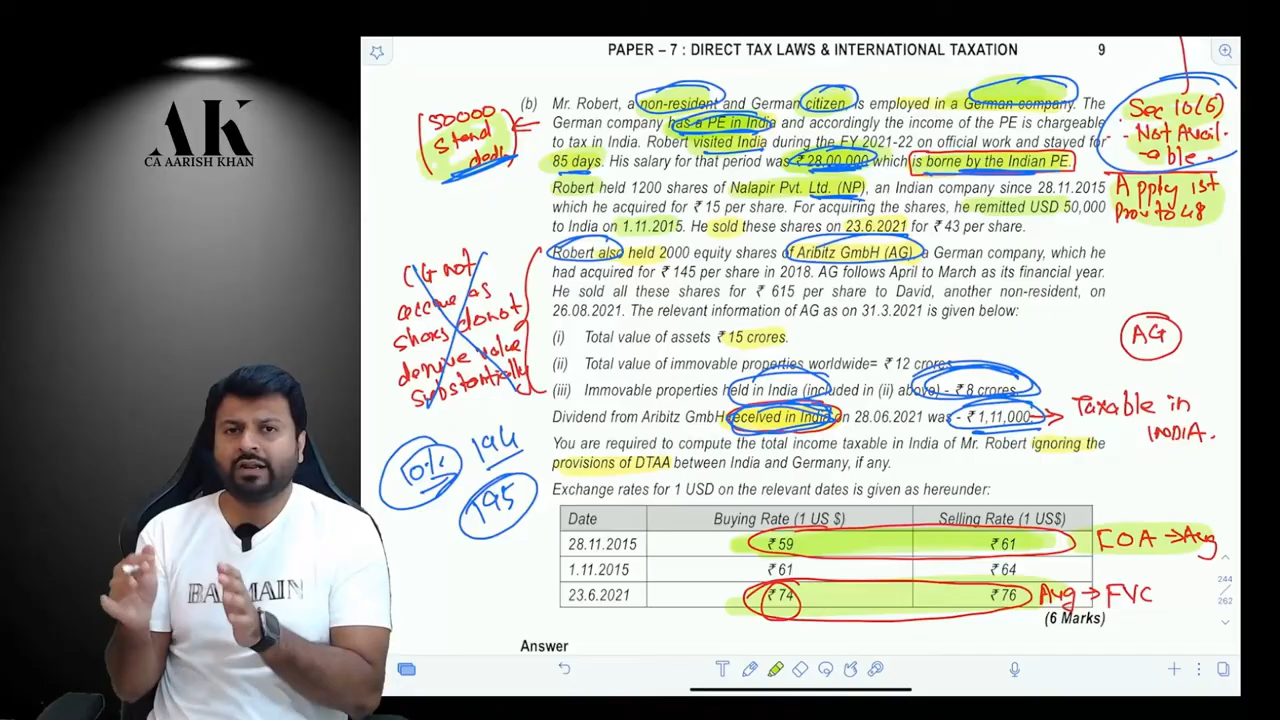 AK
CA AARISH KHAN
BALMAIN
PAPER – 7 : DIRECT TAX LAWS & INTERNATIONAL TAXATION 9
(b) Mr. Robert, a non-resident and German citizen is employed in a German company. The
German company has a PE in India and accordingly the income of the PE is chargeable
to tax in India. Robert visited India during the FY 2021-22 on official work and stayed for
85 days. His salary for that period was ₹ 28,00,000 which is borne by the Indian PE.
Robert held 1200 shares of Nalapir Pvt. Ltd. (NP), an Indian company since 28.11.2015
which he acquired for ₹ 15 per share. For acquiring the shares, he remitted USD 50,000
to India on 1.11.2015. He sold these shares on 23.6.2021 for ₹ 43 per share.
Robert also held 2000 equity shares of Aribitz GmbH (AG) a German company, which he
had acquired for ₹ 145 per share in 2018. AG follows April to March as its financial year.
He sold all these shares for ₹ 615 per share to David, another non-resident, on
26.08.2021. The relevant information of AG as on 31.3.2021 is given below:
(i) Total value of assets ₹ 15 crores.
(ii) Total value of immovable properties worldwide= ₹ 12 crores
(iii) Immovable properties held in India (included in (ii) above) - ₹ 8 crores.
Dividend from Aribitz GmbH received in India on 28.06.2021 was - ₹ 1,11,000
You are required to compute the total income taxable in India of Mr. Robert ignoring the
provisions of DTAA between India and Germany, if any.
Exchange rates for 1 USD on the relevant dates is given as hereunder:
Date Buying Rate (1 US $) Selling Rate (1 US$)
28.11.2015 ₹ 59 ₹ 61
1.11.2015 ₹ 61 ₹ 64
23.6.2021 ₹ 74 ₹ 76
(6 Marks)
Answer
50000
stand
dedn
Sec 10(6)
Not Avail
-able.
Apply 1st
Prov to 48
CG not
accrue as
shares do not
derive value
substantially
AG
Taxable in
INDIA.
10%
194
195
COA → Avg
Avg → FVC
244
/
262
T